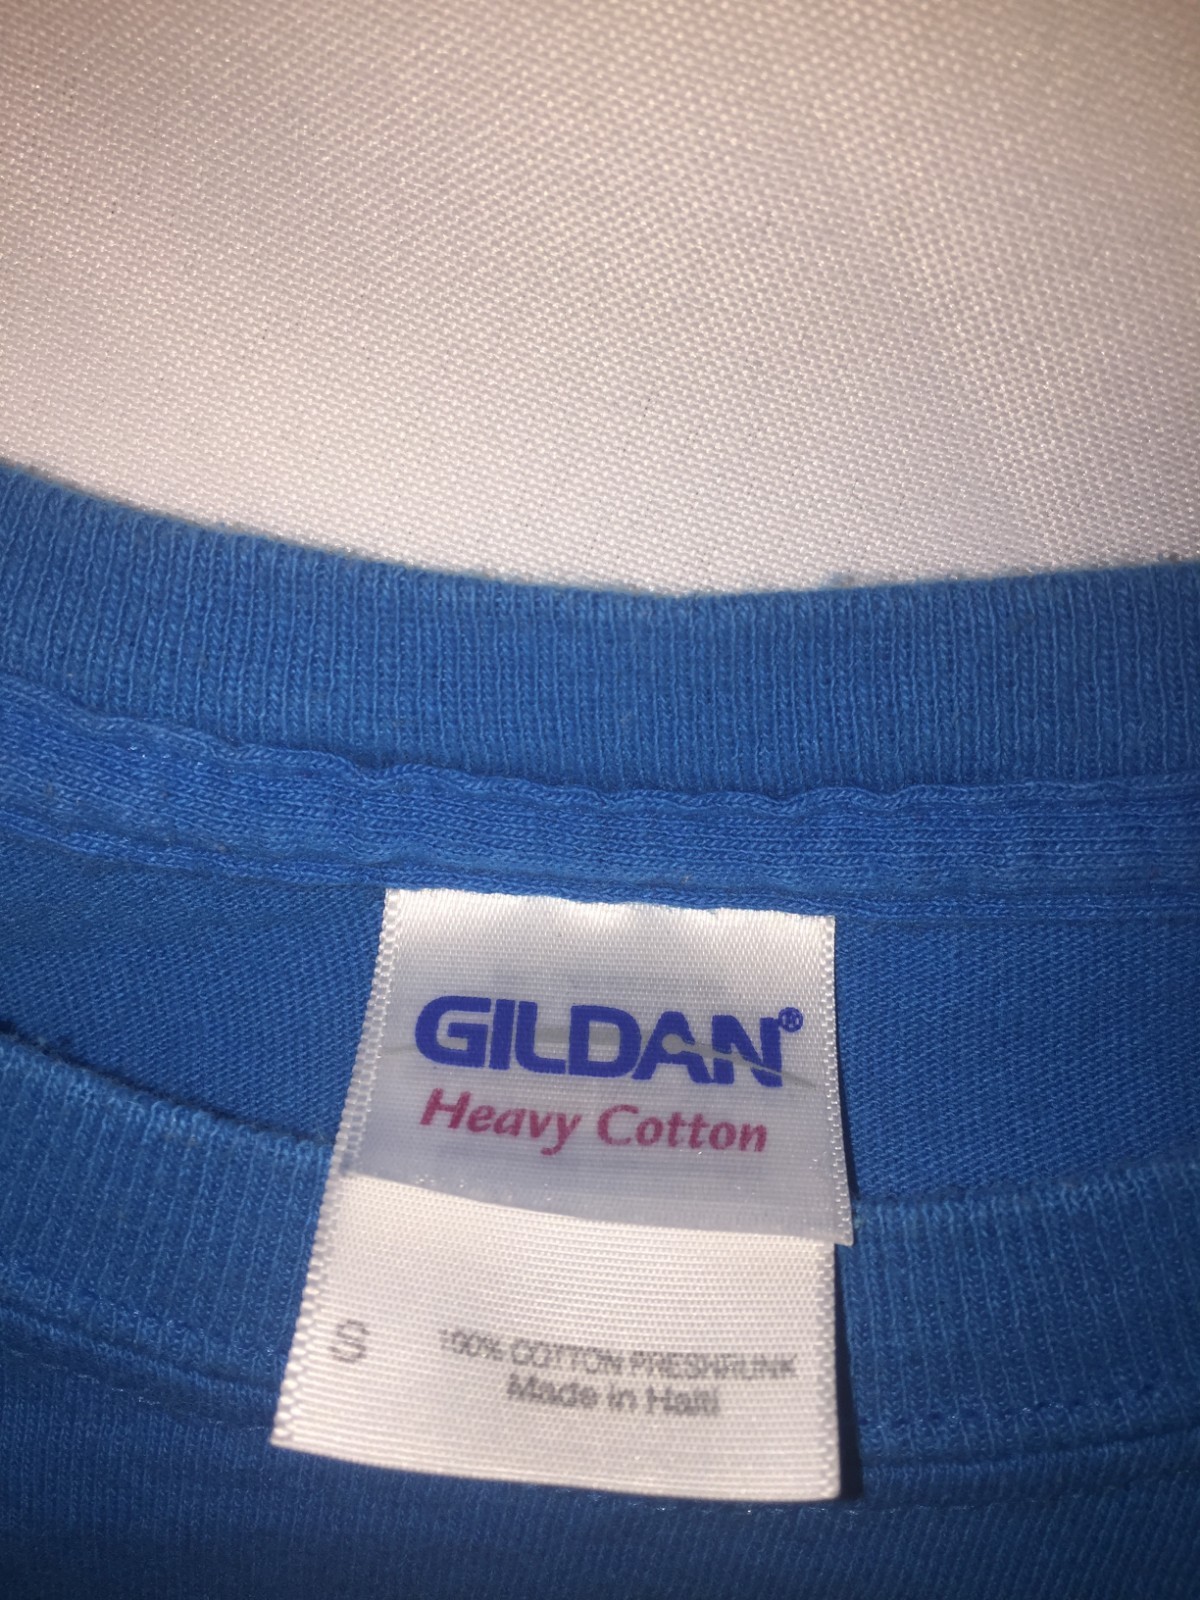 GILDAN®
Heavy Cotton
S
100% COTTON PRESHRUNK
Made in Haiti